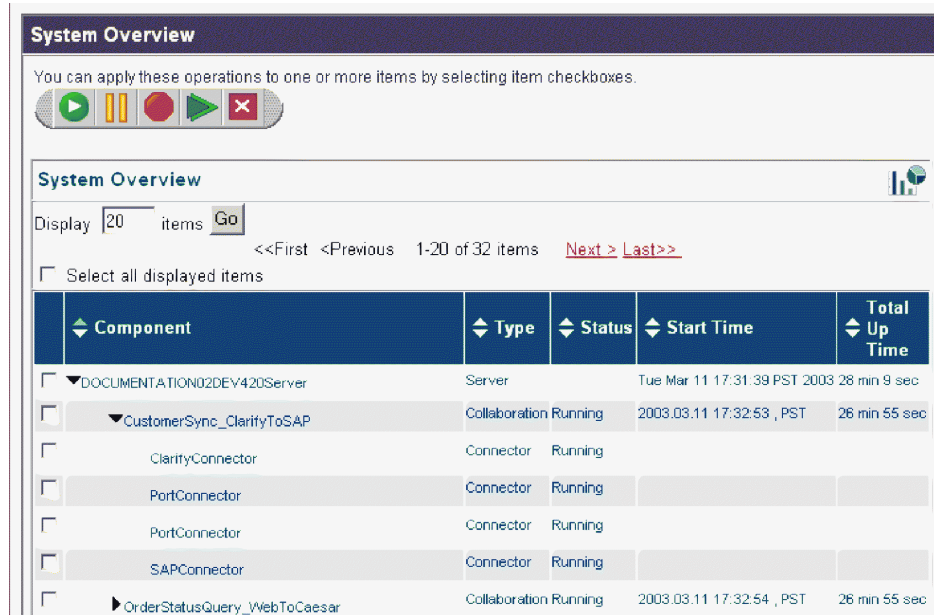 System Overview
You can apply these operations to one or more items by selecting item checkboxes.
System Overview
Display 20 items Go
<<First <Previous 1-20 of 32 items Next > Last>>
Select all displayed items
Component Type Status Start Time Total Up Time
DOCUMENTATION02DEV420Server Server Tue Mar 11 17:31:39 PST 2003 28 min 9 sec
CustomerSync_ClarifyToSAP Collaboration Running 2003.03.11 17:32:53 , PST 26 min 55 sec
ClarifyConnector Connector Running
PortConnector Connector Running
PortConnector Connector Running
SAPConnector Connector Running
OrderStatusQuery_WebToCaesar Collaboration Running 2003.03.11 17:32:54 , PST 26 min 55 sec